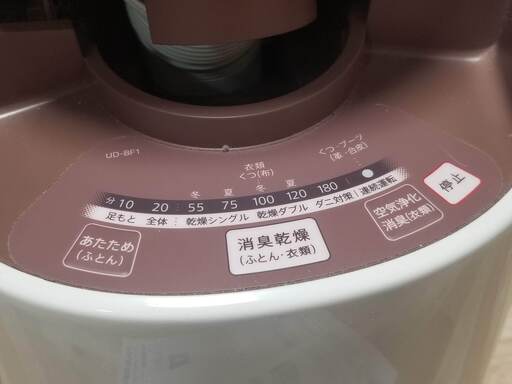 UD-BF1
衣類
くつ(布)
くつ・ブーツ
(革・合皮)
冬 夏 冬 夏
分 10 20 55 75 100 120 180
足もと 全体 乾燥シングル 乾燥ダブル ダニ対策 連続運転
停止
あたため
(ふとん)
消臭乾燥
(ふとん・衣類)
空気浄化
消臭(衣類)